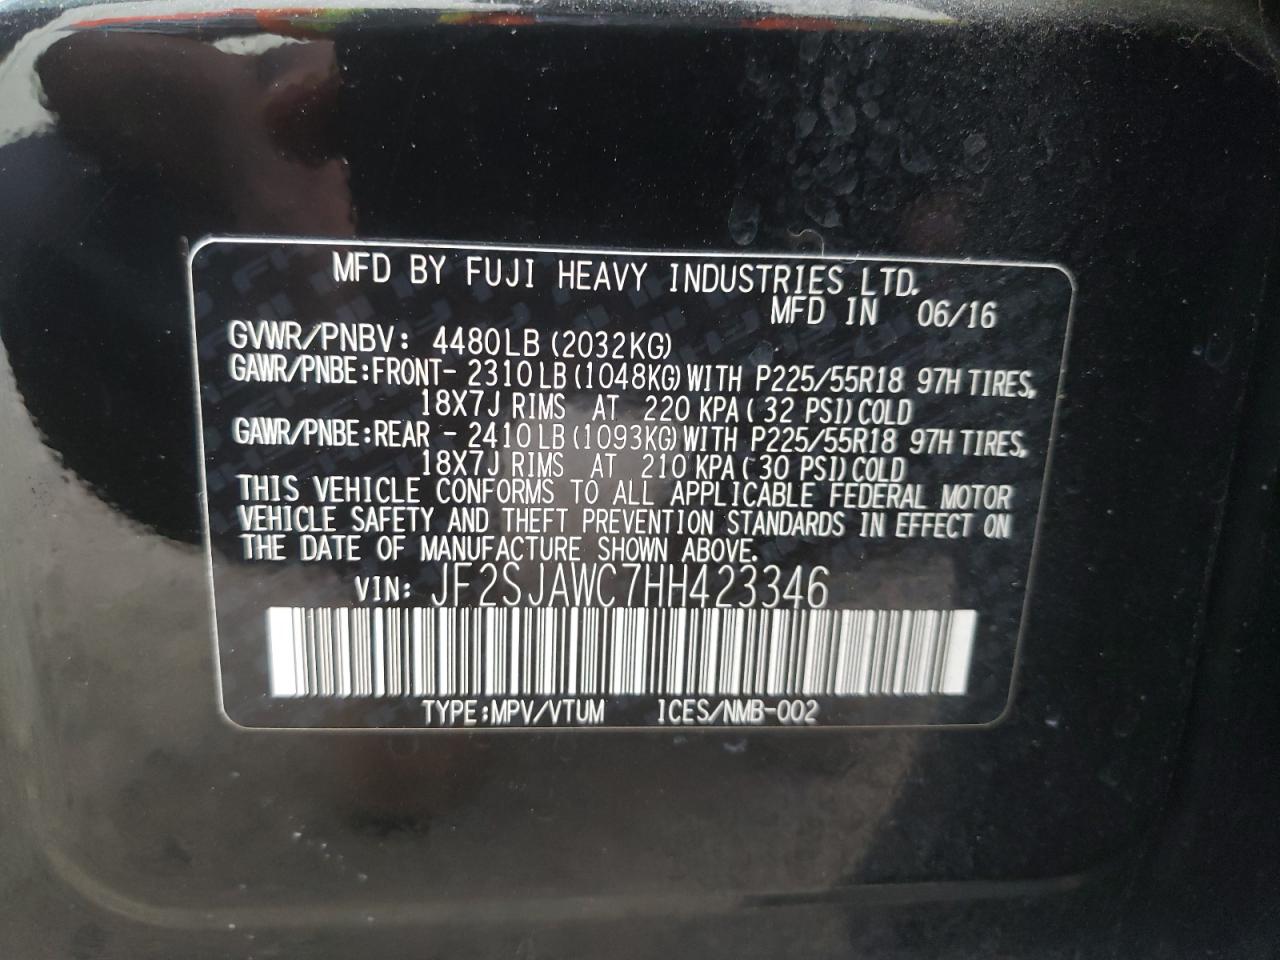 MFD BY FUJI HEAVY INDUSTRIES LTD.
MFD IN 06/16
GVWR/PNBV: 4480LB (2032KG)
GAWR/PNBE:FRONT- 2310LB (1048KG) WITH P225/55R18 97H TIRES,
18X7J RIMS AT 220 KPA ( 32 PSI) COLD
GAWR/PNBE:REAR - 2410LB (1093KG) WITH P225/55R18 97H TIRES,
18X7J RIMS AT 210 KPA ( 30 PSI) COLD
THIS VEHICLE CONFORMS TO ALL APPLICABLE FEDERAL MOTOR
VEHICLE SAFETY AND THEFT PREVENTION STANDARDS IN EFFECT ON
THE DATE OF MANUFACTURE SHOWN ABOVE.
VIN: JF2SJAWC7HH423346
TYPE:MPV/VTUM ICES/NMB-002